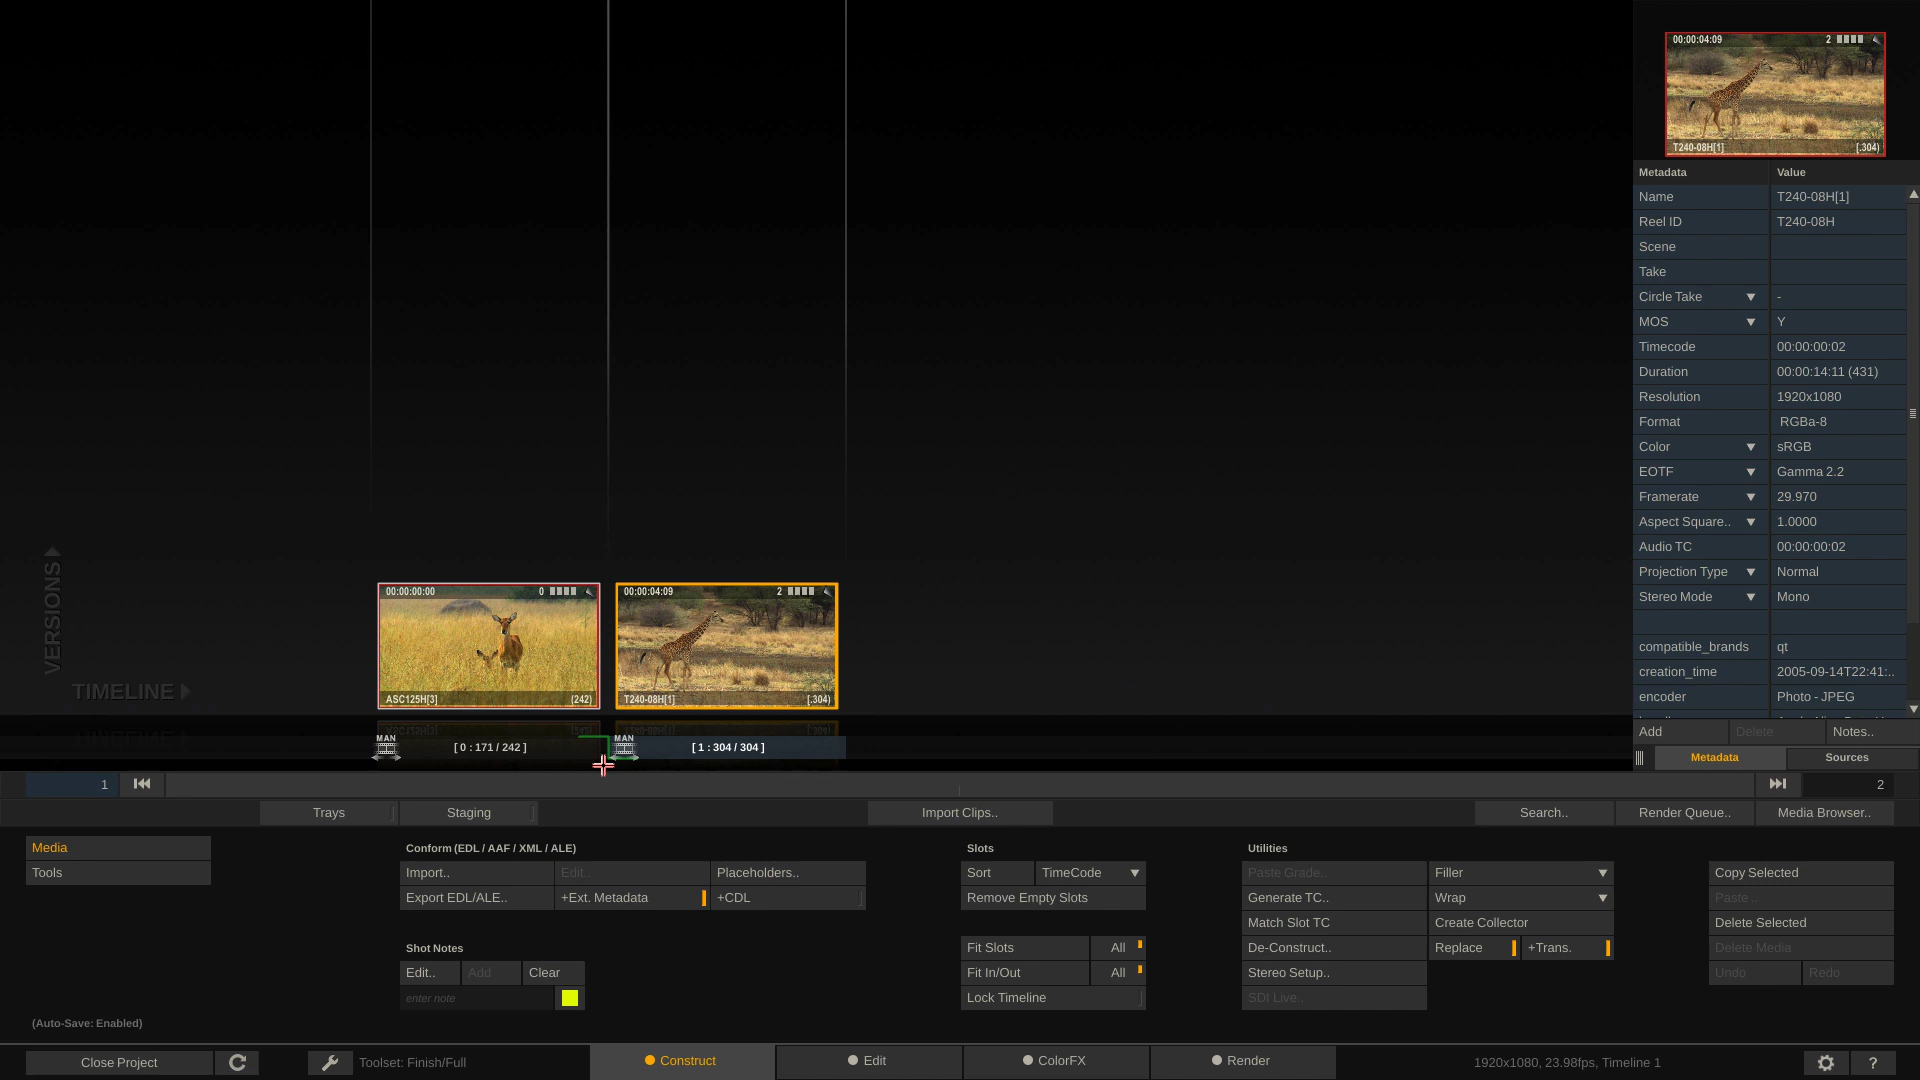 00:00:04:09 2
T240-08H[1] [.304)
Metadata Value
Name T240-08H[1]
Reel ID T240-08H
Scene
Take
Circle Take -
MOS Y
Timecode 00:00:00:02
Duration 00:00:14:11 (431)
Resolution 1920x1080
Format RGBa-8
Color sRGB
EOTF Gamma 2.2
Framerate 29.970
Aspect Square.. 1.0000
Audio TC 00:00:00:02
Projection Type Normal
Stereo Mode Mono
compatible_brands qt
creation_time 2005-09-14T22:41:..
encoder Photo - JPEG
Add Delete Notes..
Metadata Sources
VERSIONS
TIMELINE
00:00:00:00 0
ASC125H[3] (242)
00:00:04:09 2
T240-08H[1] [.304)
MAN [ 0 : 171 / 242 ] MAN [ 1 : 304 / 304 ]
1 2
Trays Staging Import Clips.. Search.. Render Queue.. Media Browser..
Media
Tools
Conform (EDL / AAF / XML / ALE)
Import.. Edit.. Placeholders..
Export EDL/ALE.. +Ext. Metadata +CDL
Shot Notes
Edit.. Add Clear
enter note
Slots
Sort TimeCode
Remove Empty Slots
Fit Slots All
Fit In/Out All
Lock Timeline
Utilities
Paste Grade.. Filler
Generate TC.. Wrap
Match Slot TC Create Collector
De-Construct.. Replace +Trans.
Stereo Setup..
SDI Live..
Copy Selected
Paste ..
Delete Selected
Delete Media
Undo Redo
(Auto-Save: Enabled)
Close Project Toolset: Finish/Full Construct Edit ColorFX Render 1920x1080, 23.98fps, Timeline 1 ?